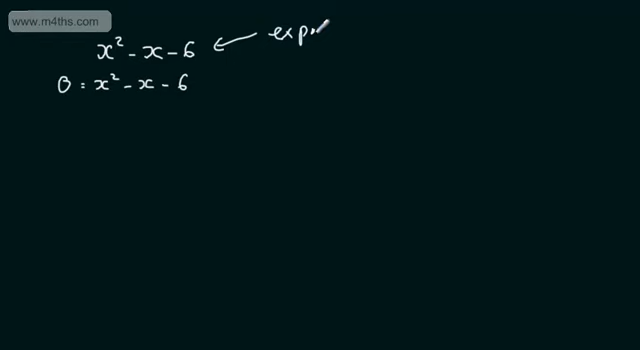 www.m4ths.com
x² - x - 6 ← exp
0 = x² - x - 6